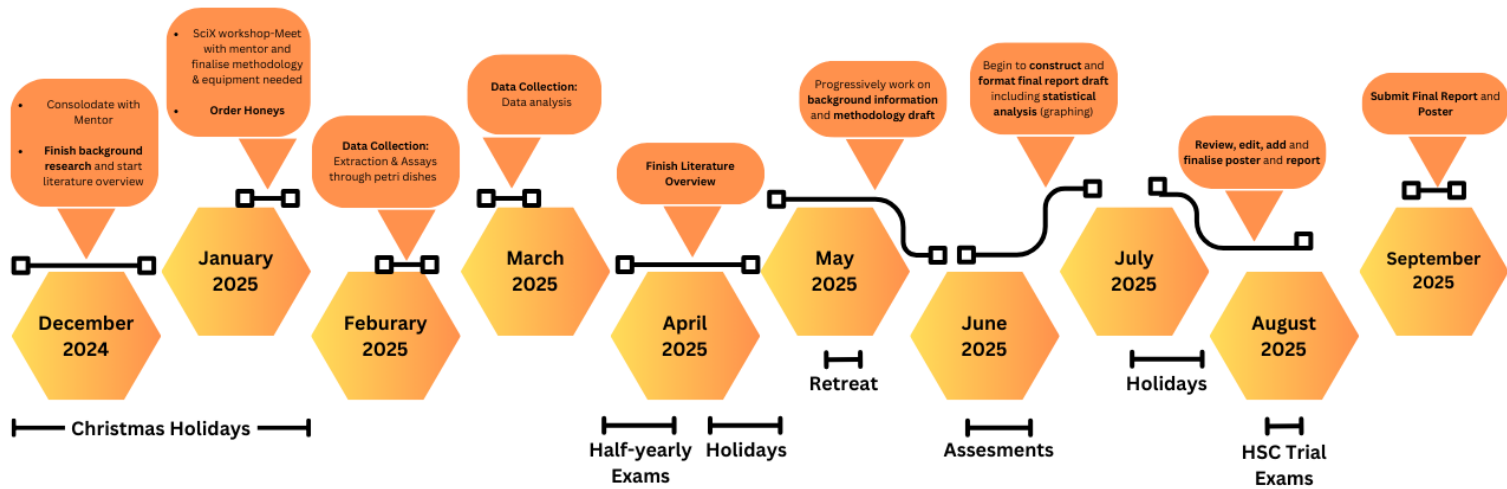 • Consolodate with
Mentor
• Finish background
research and start
literature overview
December
2024
• SciX workshop-Meet
with mentor and
finalise methodology
& equipment needed
• Order Honeys
January
2025
Christmas Holidays
Data Collection:
Extraction & Assays
through petri dishes
Feburary
2025
Data Collection:
Data analysis
March
2025
Finish Literature
Overview
April
2025
Half-yearly
Exams
Holidays
Progressively work on
background information
and methodology draft
May
2025
Retreat
Begin to construct and
format final report draft
including statistical
analysis (graphing)
June
2025
Assesments
July
2025
Holidays
Review, edit, add and
finalise poster and report
August
2025
HSC Trial
Exams
Submit Final Report and
Poster
September
2025